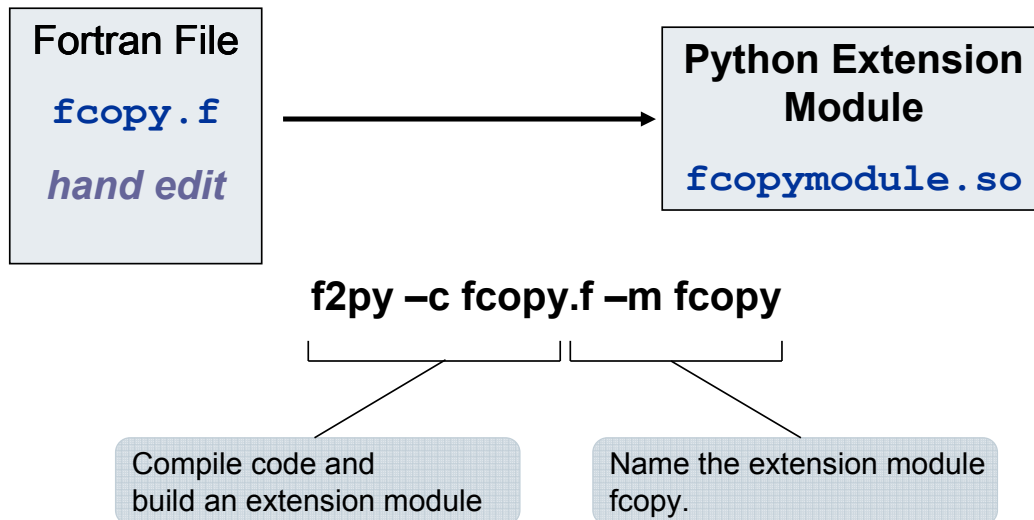 Fortran File
fcopy.f
hand edit
Python Extension
Module
fcopymodule.so
f2py –c fcopy.f –m fcopy
Compile code and
build an extension module
Name the extension module
fcopy.